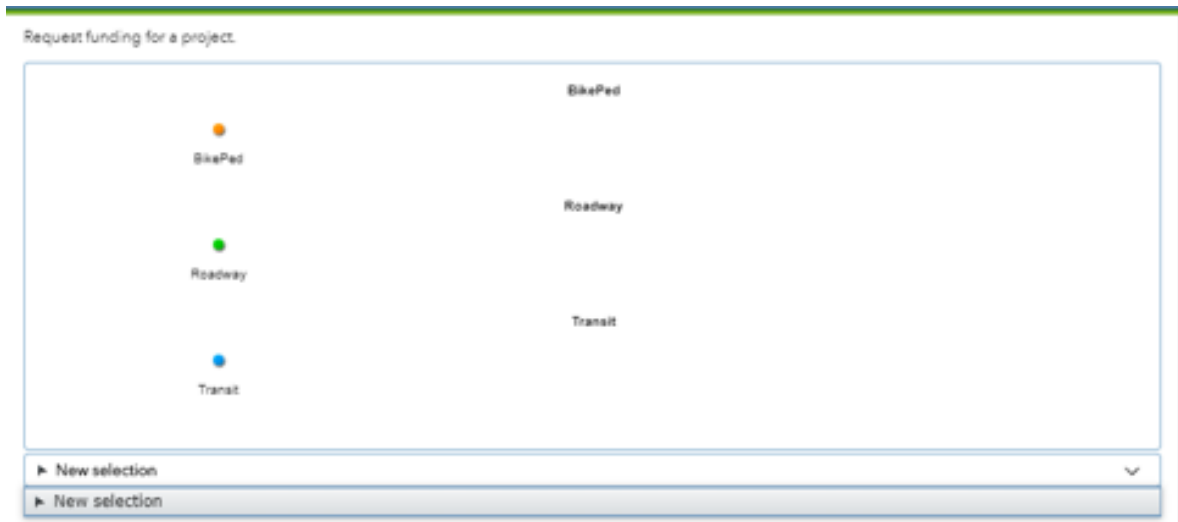 Request funding for a project.
BikePed
BikePed
Roadway
Roadway
Transit
Transit
New selection
New selection